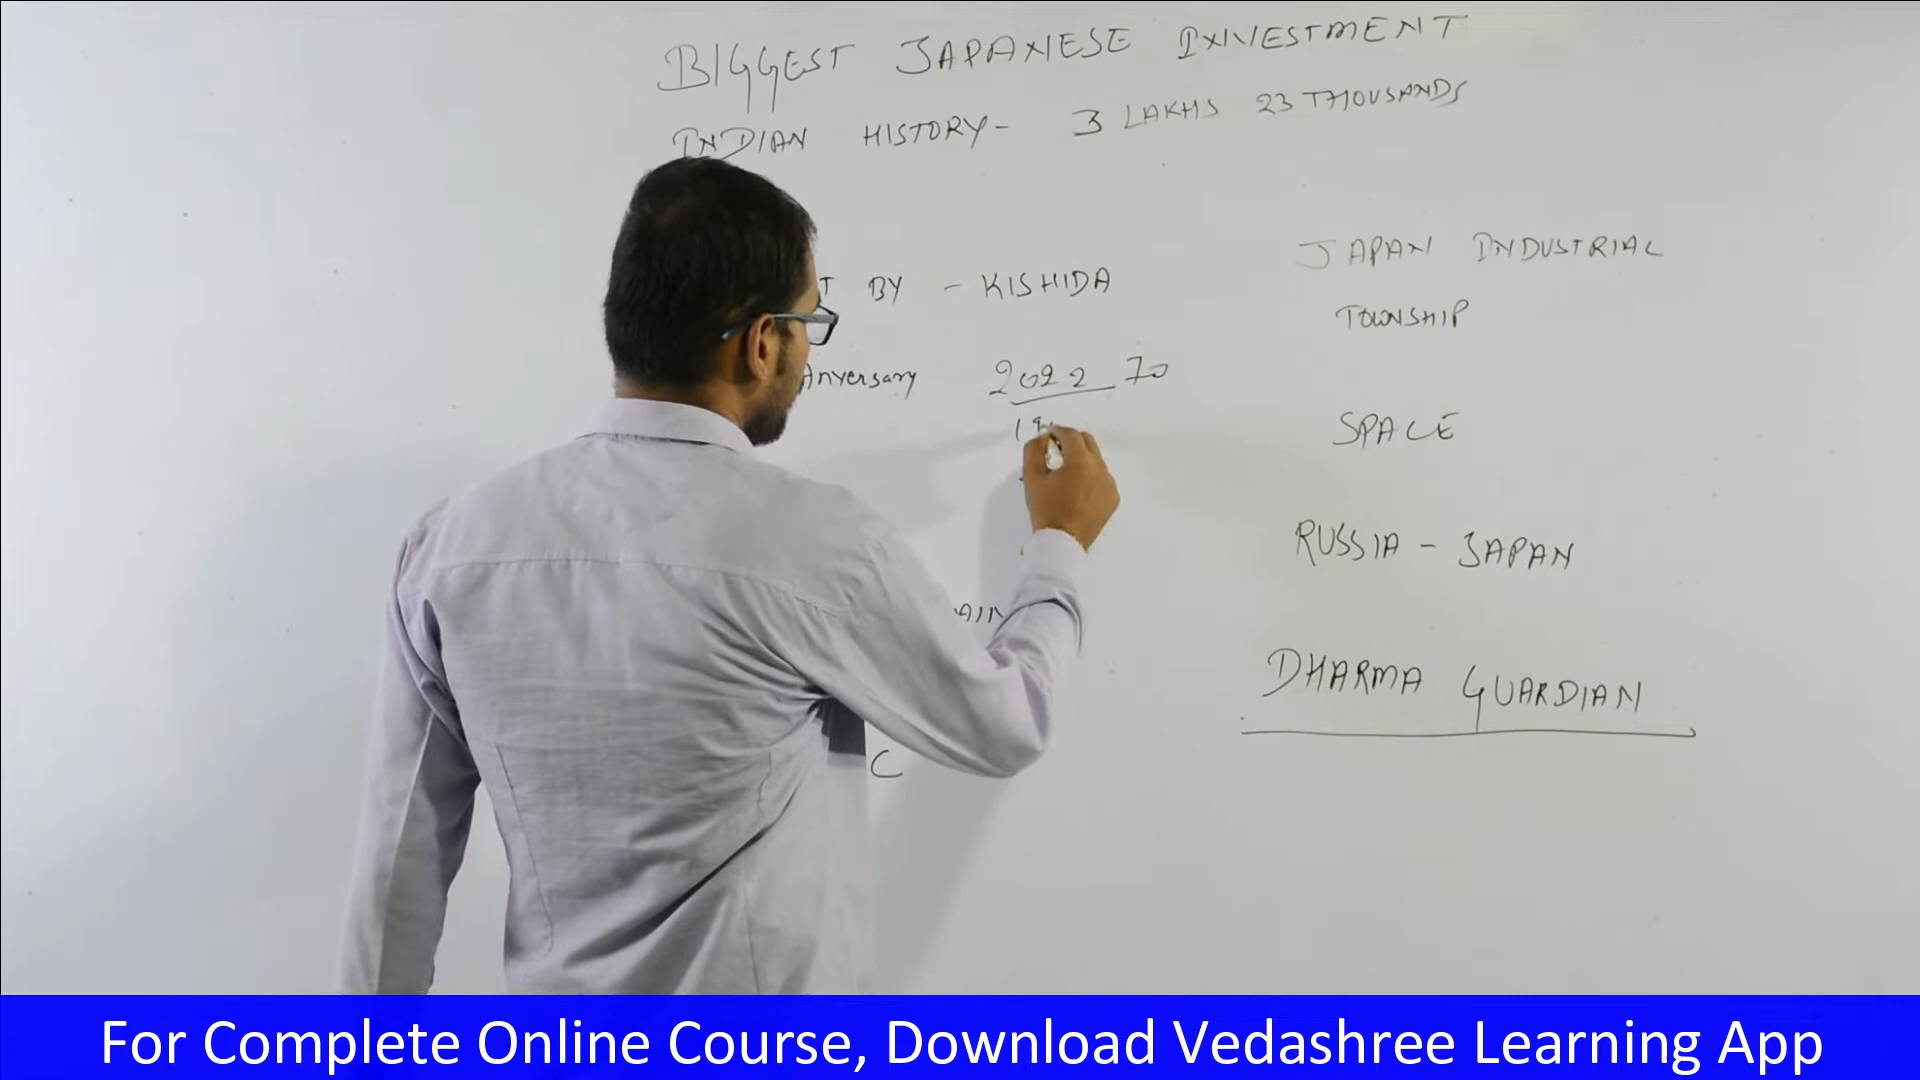 BIGGEST JAPANESE INVESTMENT
INDIAN HISTORY - 3 LAKHS 23 THOUSANDS
BY - KISHIDA
Anversary 2022 70
C
JAPAN INDUSTRIAL
TOWNSHIP
SPACE
RUSSIA - JAPAN
DHARMA GUARDIAN
For Complete Online Course, Download Vedashree Learning App